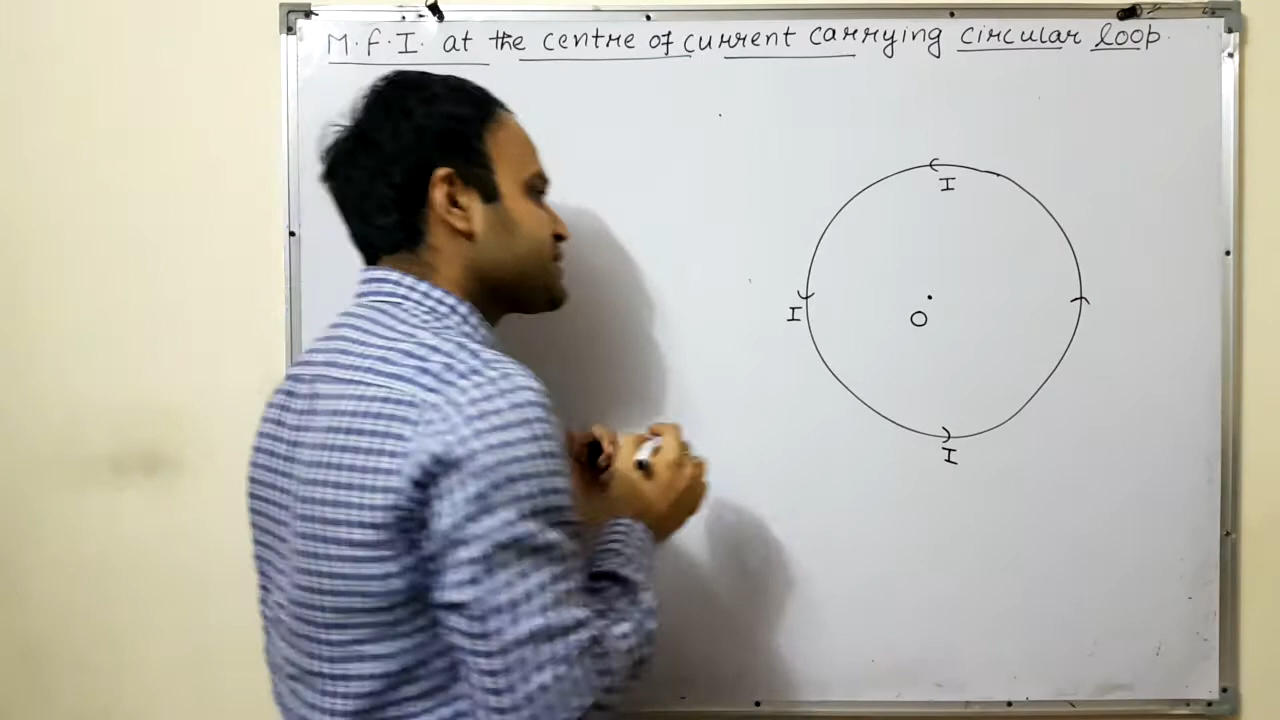 M.F.I. at the centre of current carrying circular loop.
I
I
O
I